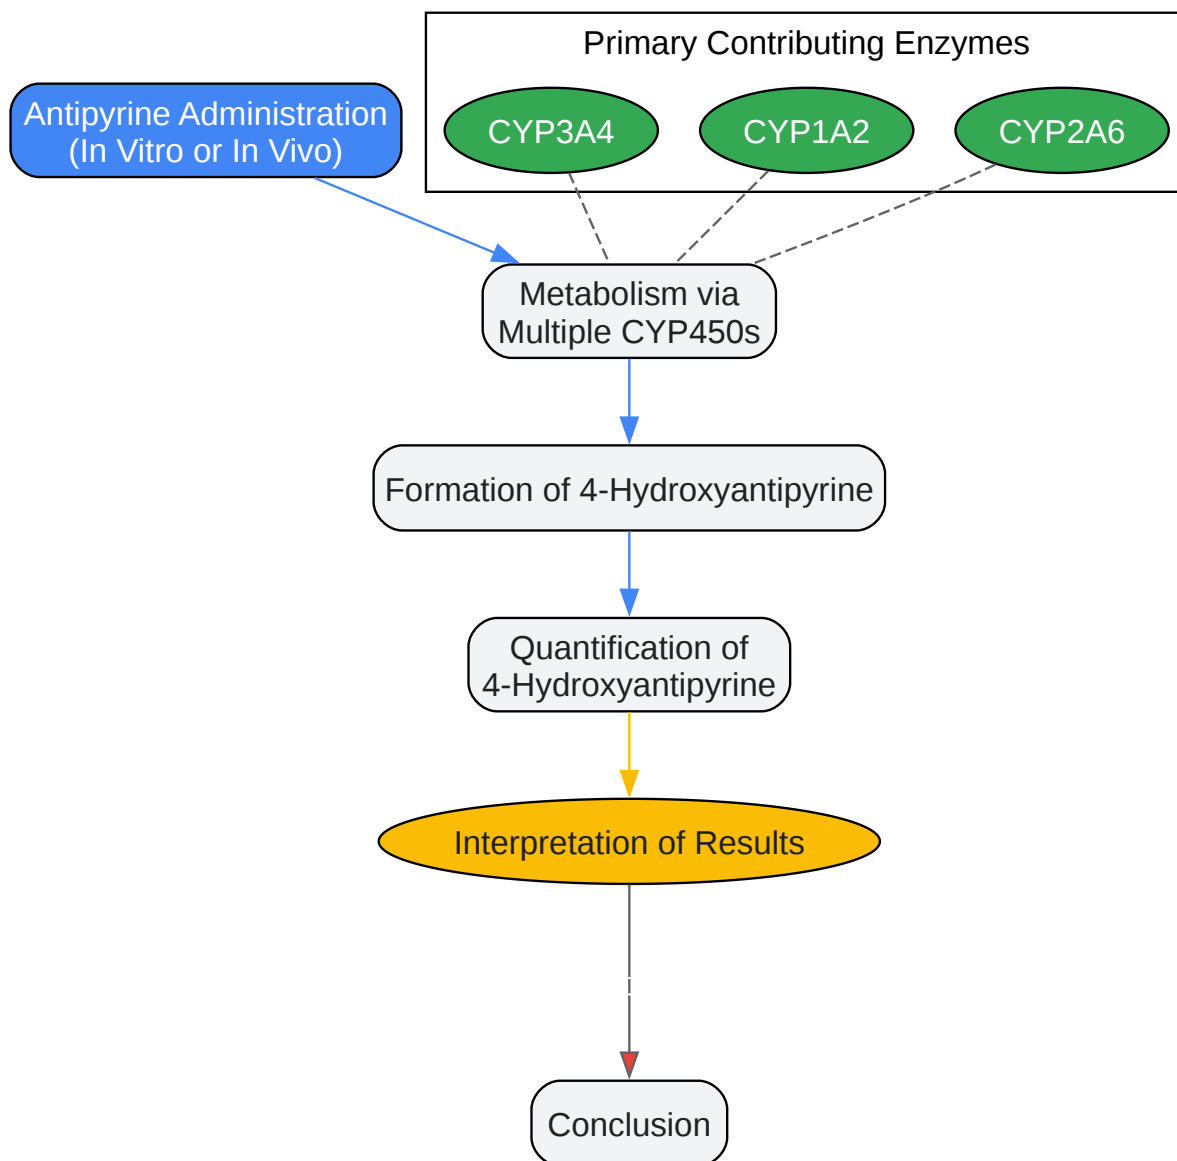 Primary Contributing Enzymes
Antipyrine Administration
(In Vitro or In Vivo)
CYP3A4
CYP1A2
CYP2A6
Metabolism via
Multiple CYP450s
Formation of 4-Hydroxyantipyrine
Quantification of
4-Hydroxyantipyrine
Interpretation of Results
Conclusion